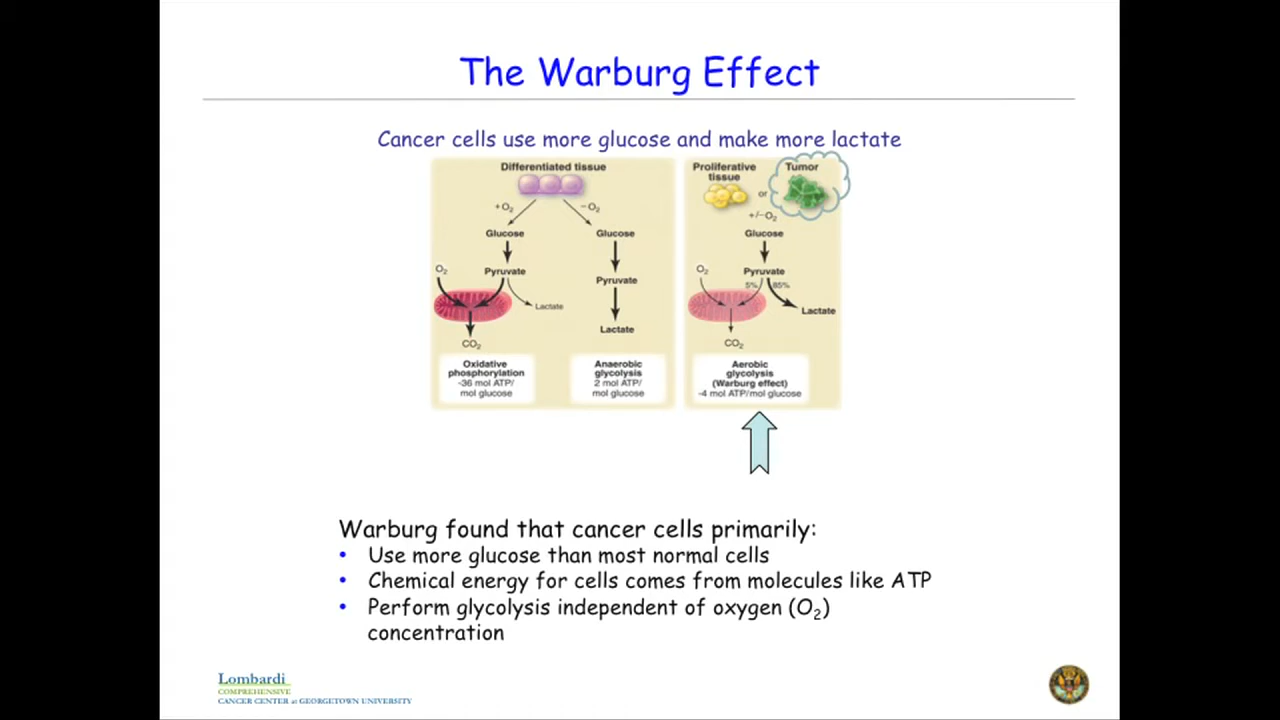 The Warburg Effect
Cancer cells use more glucose and make more lactate
Differentiated tissue
+O₂
−O₂
Glucose
Glucose
O₂
Pyruvate
Pyruvate
Lactate
Lactate
CO₂
Oxidative
phosphorylation
~36 mol ATP/
mol glucose
Anaerobic
glycolysis
2 mol ATP/
mol glucose
Proliferative
tissue
or
Tumor
+/−O₂
Glucose
O₂
Pyruvate
5%
85%
Lactate
CO₂
Aerobic
glycolysis
(Warburg effect)
~4 mol ATP/mol glucose
Warburg found that cancer cells primarily:
• Use more glucose than most normal cells
• Chemical energy for cells comes from molecules like ATP
• Perform glycolysis independent of oxygen (O₂)
concentration
Lombardi
COMPREHENSIVE
CANCER CENTER at GEORGETOWN UNIVERSITY